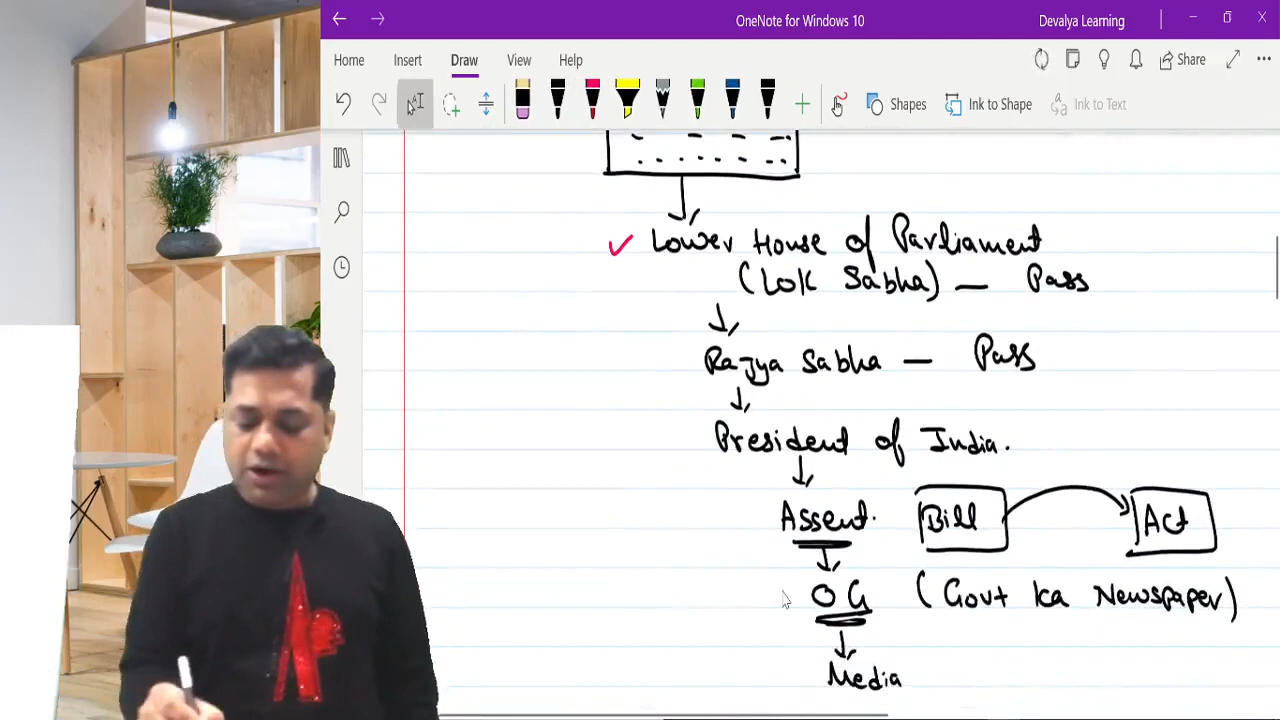 OneNote for Windows 10
Devalya Learning
Home Insert Draw View Help
Share
Shapes
Ink to Shape
Ink to Text
Lower House of Parliament
(Lok Sabha) — Pass
Rajya Sabha — Pass
President of India.
Assent. Bill Act
OG (Govt ka Newspaper)
Media